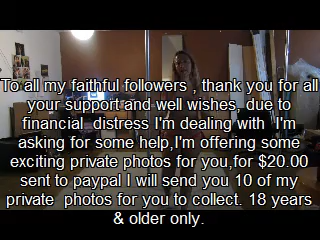 To all my faithful followers , thank you for all
your support and well wishes, due to
financial distress I'm dealing with I'm
asking for some help,I'm offering some
exciting private photos for you,for $20.00
sent to paypal I will send you 10 of my
private photos for you to collect. 18 years
& older only.